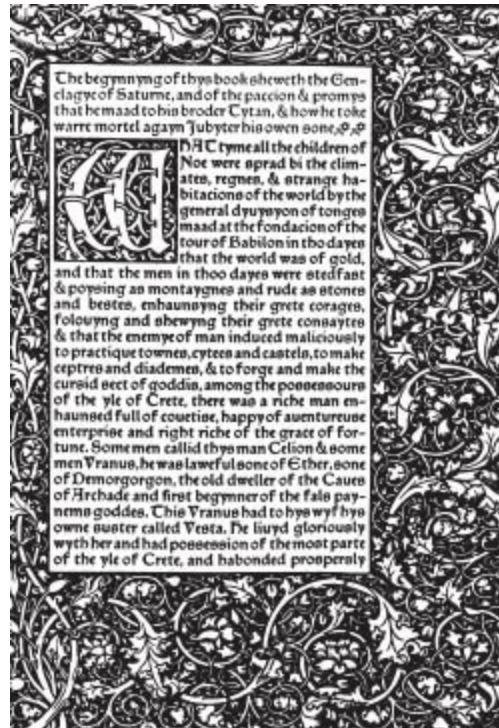 The begynnyng of thys book sheweth the Gen-
elagye of Saturne, and of the paccion & promys
that he maad to his broder Tytan, & how he toke
warre mortel agayn Jubyter his owen sone,
WHAT tyme all the children of
Noe were sprad bi the clim-
ates, regnes, & strange ha-
bitacions of the world by the
general dyuysyon of tonges
maad at the fondacion of the
tour of Babilon in tho dayes
that the world was of gold,
and that the men in thoo dayes were stedfast
& poysing as montaygnes and rude as stones
and bestes, enhaunsyng their grete corages,
folouyng and shewyng their grete consaytes
& that the enemye of man induced maliciously
to practique townes, cytees and castels, to make
ceptres and diademes, & to forge and make the
cursid sect of goddis, among the possessours
of the yle of Crete, there was a riche man en-
haunsed full of couetise, happy of auentureuse
enterprise and right riche of the grace of for-
tune. Some men callid thys man Celion & some
men Vranus, he was laweful sone of Ether, sone
of Demorgorgon, the old dweller of the Caues
of Archade and first begynner of the fals pay-
nems goddes. This Vranus had to hys wyf hys
owne suster called Vesta. He liuyd gloriously
wyth her and had possession of the most parte
of the yle of Crete, and habonded prospersly